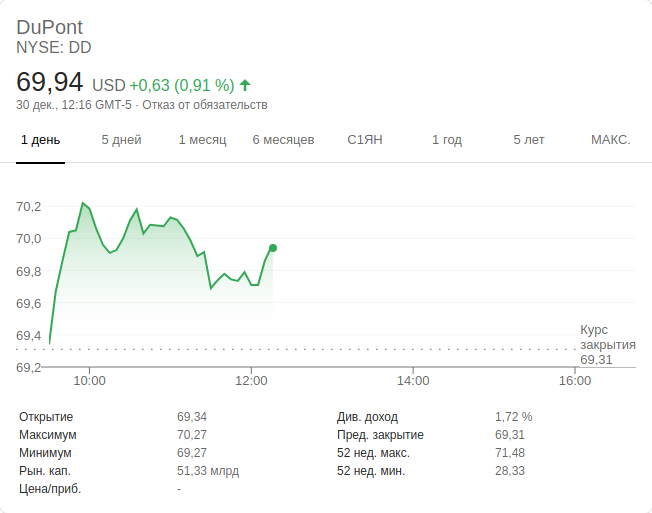 DuPont
NYSE: DD
69,94 USD +0,63 (0,91 %)
30 дек., 12:16 GMT-5 · Отказ от обязательств
1 день 5 дней 1 месяц 6 месяцев С1ЯН 1 год 5 лет МАКС.
70,2
70,0
69,8
69,6
69,4
69,2
Курс
закрытия
69,31
10:00 12:00 14:00 16:00
Открытие 69,34
Максимум 70,27
Минимум 69,27
Рын. кап. 51,33 млрд
Цена/приб. -
Див. доход 1,72 %
Пред. закрытие 69,31
52 нед. макс. 71,48
52 нед. мин. 28,33